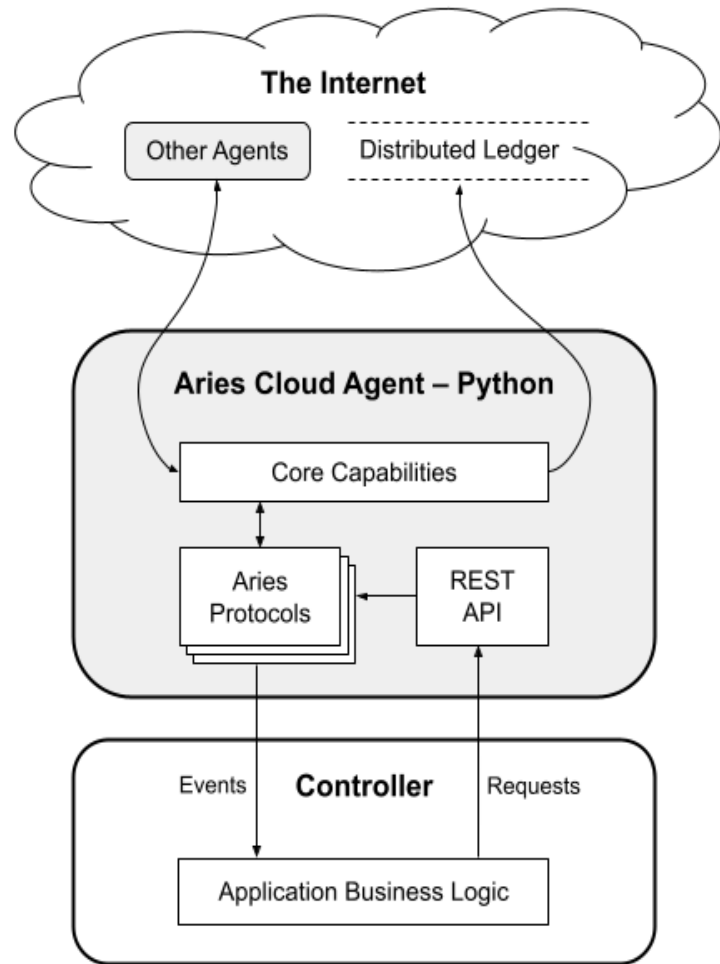 The Internet
Other Agents
Distributed Ledger
Aries Cloud Agent – Python
Core Capabilities
Aries
Protocols
REST
API
Events
Controller
Requests
Application Business Logic